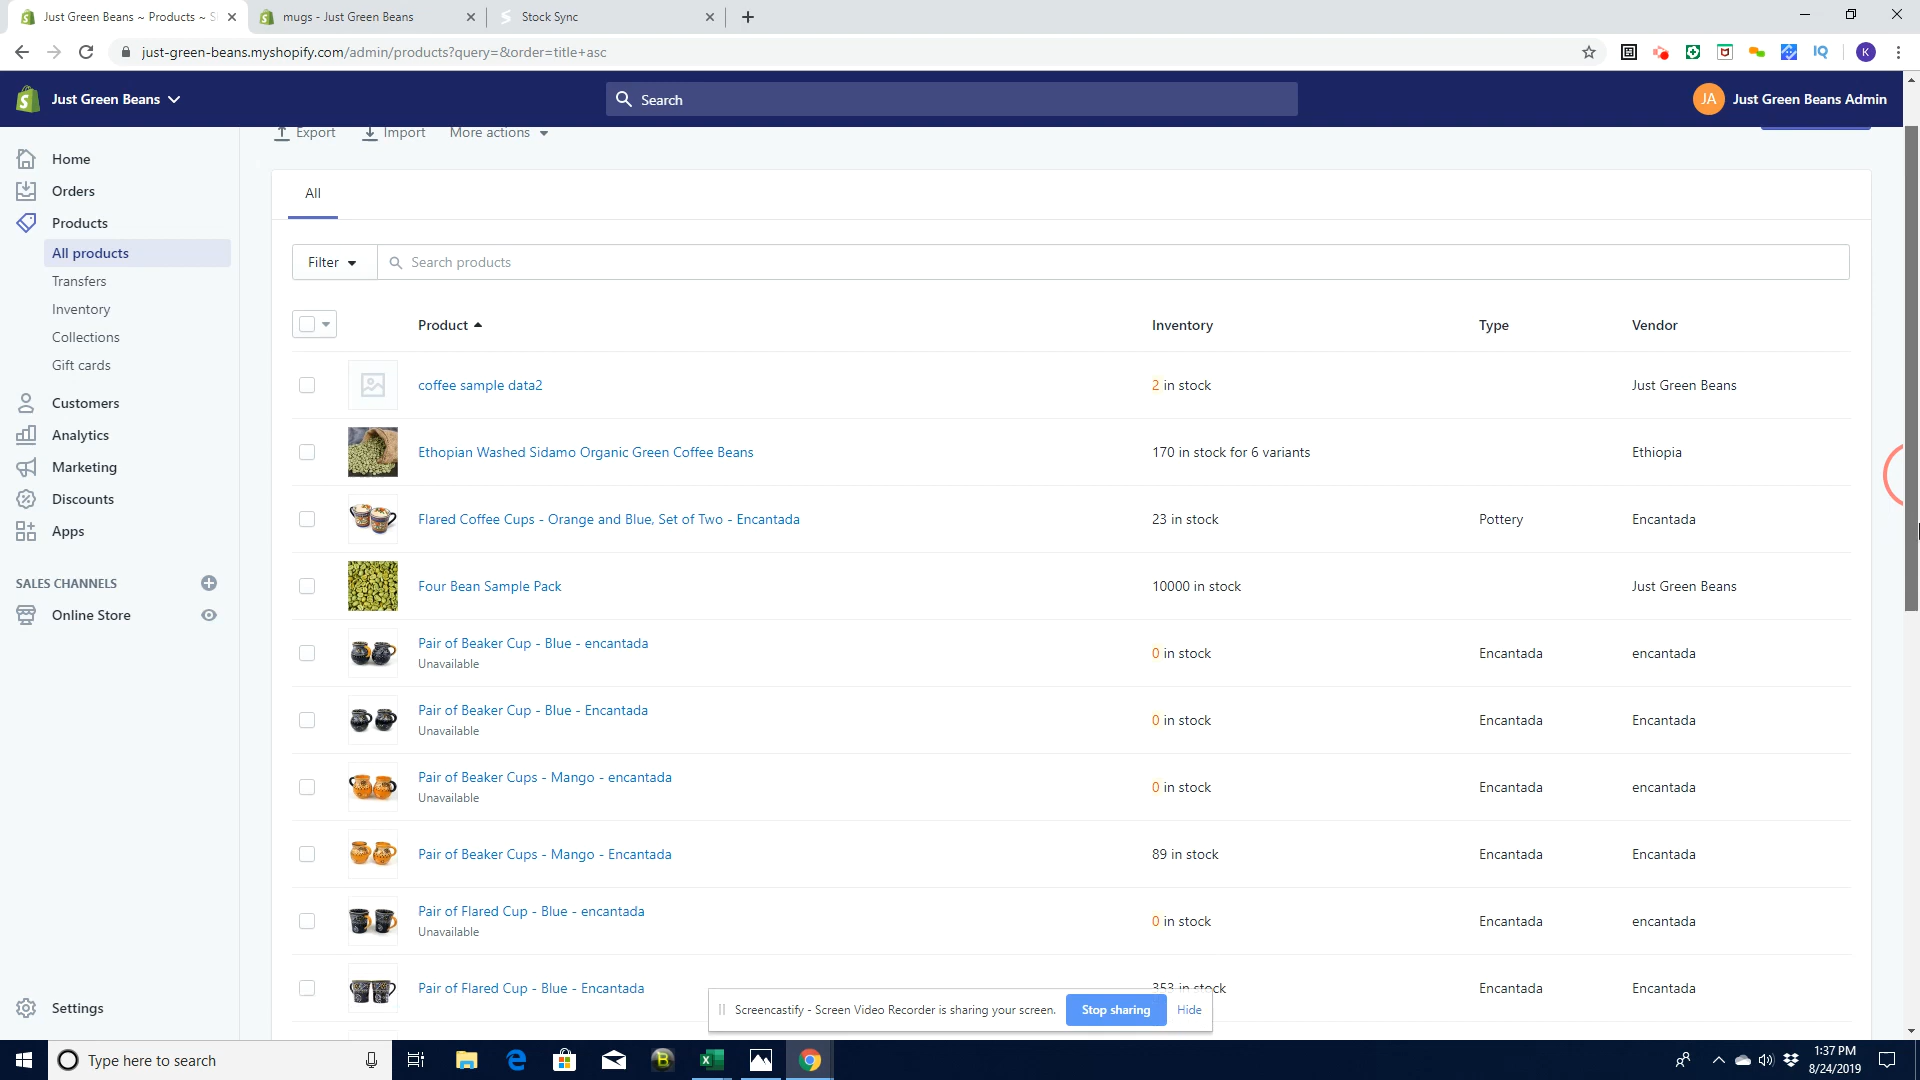 Just Green Beans ~ Products ~ S
mugs - Just Green Beans
Stock Sync
just-green-beans.myshopify.com/admin/products?query=&order=title+asc
IQ
K
Just Green Beans
Search
JA
Just Green Beans Admin
Export
Import
More actions
Home
Orders
Products
All products
Transfers
Inventory
Collections
Gift cards
Customers
Analytics
Marketing
Discounts
Apps
SALES CHANNELS
Online Store
Settings
All
Filter
Search products
Product Inventory Type Vendor
coffee sample data2 2 in stock Just Green Beans
Ethopian Washed Sidamo Organic Green Coffee Beans 170 in stock for 6 variants Ethiopia
Flared Coffee Cups - Orange and Blue, Set of Two - Encantada 23 in stock Pottery Encantada
Four Bean Sample Pack 10000 in stock Just Green Beans
Pair of Beaker Cup - Blue - encantada 0 in stock Encantada encantada
Unavailable
Pair of Beaker Cup - Blue - Encantada 0 in stock Encantada Encantada
Unavailable
Pair of Beaker Cups - Mango - encantada 0 in stock Encantada encantada
Unavailable
Pair of Beaker Cups - Mango - Encantada 89 in stock Encantada Encantada
Pair of Flared Cup - Blue - encantada 0 in stock Encantada encantada
Unavailable
Pair of Flared Cup - Blue - Encantada 353 in stock Encantada Encantada
Screencastify - Screen Video Recorder is sharing your screen. Stop sharing Hide
Type here to search
1:37 PM
8/24/2019